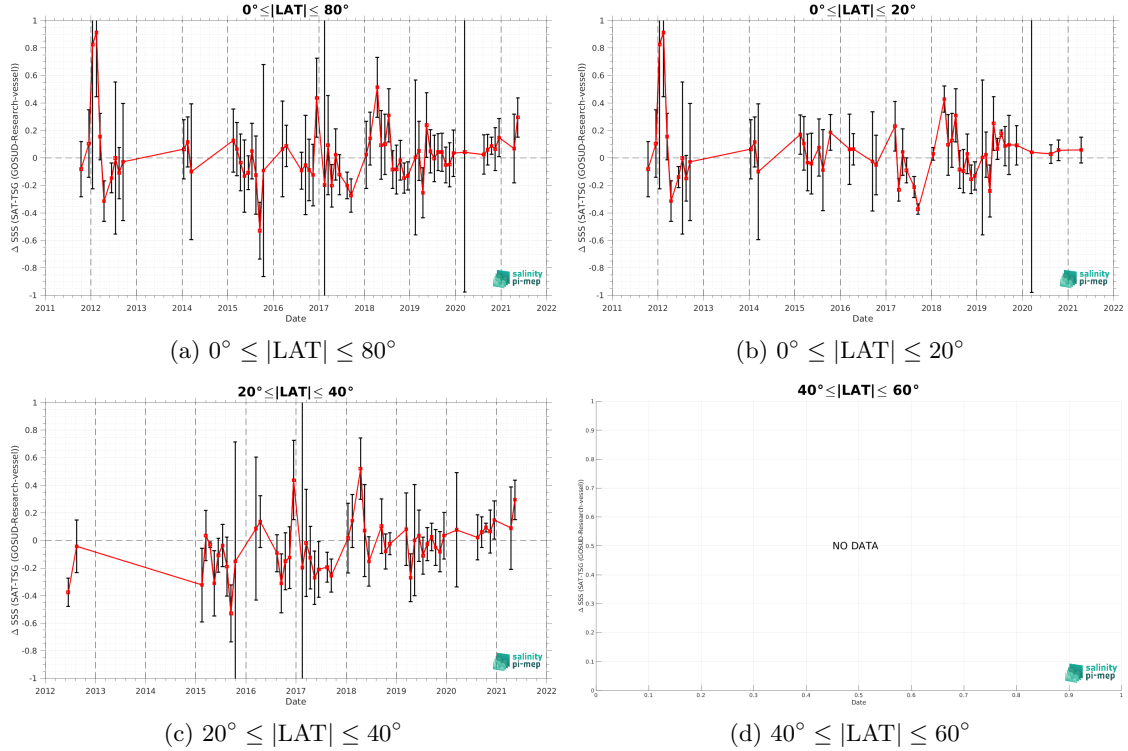 0°≤|LAT|≤ 80°
Δ SSS (SAT-TSG (GOSUD-Research-vessel))
1
0.8
0.6
0.4
0.2
0
-0.2
-0.4
-0.6
-0.8
-1
2011 2012 2013 2014 2015 2016 2017 2018 2019 2020 2021 2022
Date
salinity
pi-mep
(a) 0° ≤ |LAT| ≤ 80°
0°≤|LAT|≤ 20°
Δ SSS (SAT-TSG (GOSUD-Research-vessel))
1
0.8
0.6
0.4
0.2
0
-0.2
-0.4
-0.6
-0.8
-1
2011 2012 2013 2014 2015 2016 2017 2018 2019 2020 2021 2022
Date
salinity
pi-mep
(b) 0° ≤ |LAT| ≤ 20°
20°≤|LAT|≤ 40°
Δ SSS (SAT-TSG (GOSUD-Research-vessel))
1
0.8
0.6
0.4
0.2
0
-0.2
-0.4
-0.6
-0.8
-1
2012 2013 2014 2015 2016 2017 2018 2019 2020 2021 2022
Date
salinity
pi-mep
(c) 20° ≤ |LAT| ≤ 40°
40°≤|LAT|≤ 60°
Δ SSS (SAT-TSG (GOSUD-Research-vessel))
1
0.9
0.8
0.7
0.6
0.5
0.4
0.3
0.2
0.1
0
NO DATA
0 0.1 0.2 0.3 0.4 0.5 0.6 0.7 0.8 0.9 1
Date
salinity
pi-mep
(d) 40° ≤ |LAT| ≤ 60°